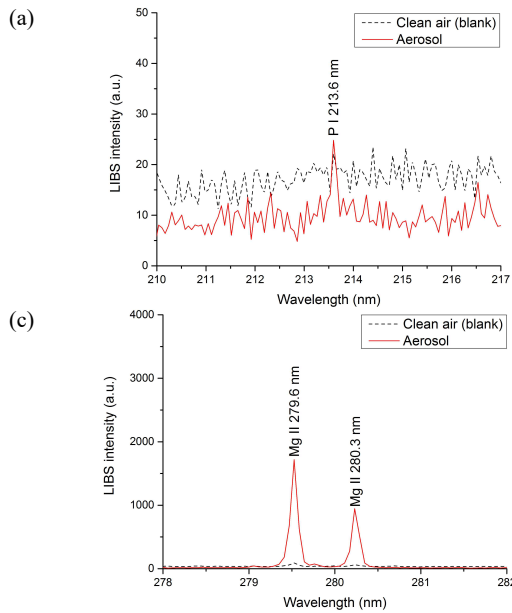 (a)
50
40
30
20
10
0
LIBS intensity (a.u.)
Clean air (blank)
Aerosol
P I 213.6 nm
210 211 212 213 214 215 216 217
Wavelength (nm)
(c)
4000
3000
2000
1000
0
LIBS intensity (a.u.)
Clean air (blank)
Aerosol
Mg II 279.6 nm
Mg II 280.3 nm
278 279 280 281 282
Wavelength (nm)